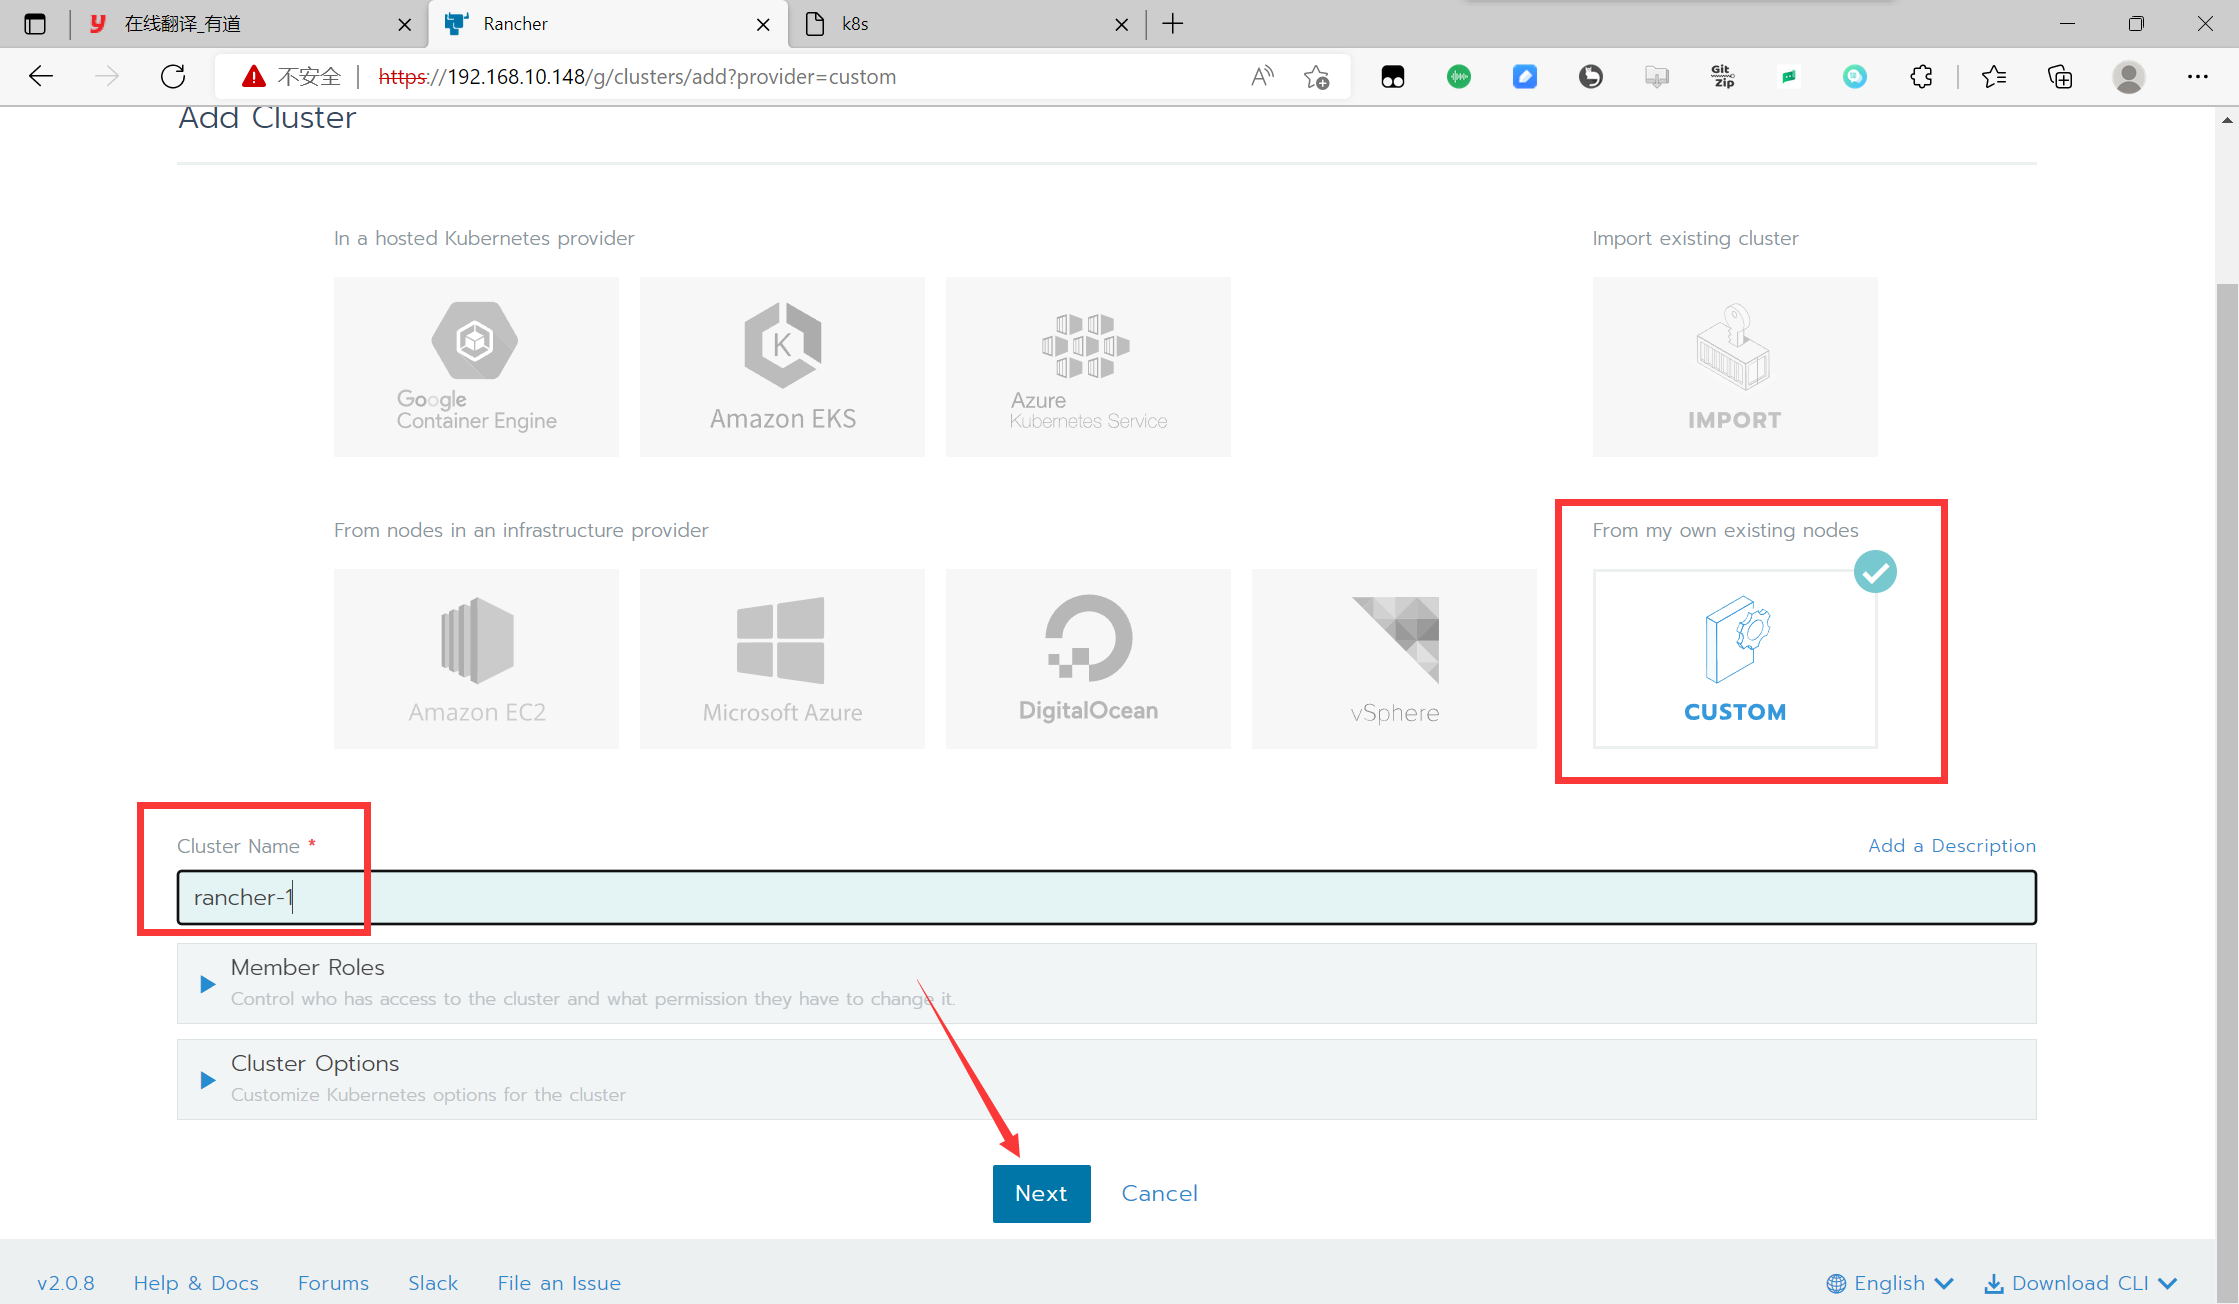 在线翻译_有道
Rancher
k8s
不安全
https://192.168.10.148/g/clusters/add?provider=custom
Git Zip
Add Cluster
In a hosted Kubernetes provider
Import existing cluster
Google
Container Engine
K
Amazon EKS
Azure
Kubernetes Service
IMPORT
From nodes in an infrastructure provider
From my own existing nodes
Amazon EC2
Microsoft Azure
DigitalOcean
vSphere
CUSTOM
Cluster Name *
Add a Description
rancher-1
Member Roles
Control who has access to the cluster and what permission they have to change it.
Cluster Options
Customize Kubernetes options for the cluster
Next
Cancel
v2.0.8
Help & Docs
Forums
Slack
File an Issue
English
Download CLI